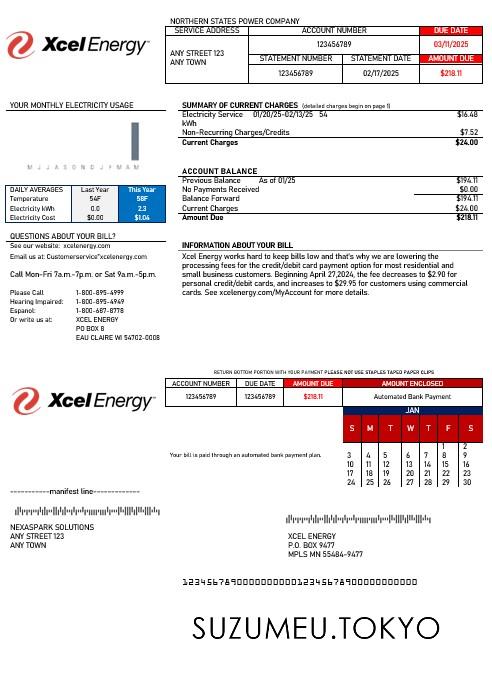 NORTHERN STATES POWER COMPANY
XcelEnergy™
SERVICE ADDRESS ACCOUNT NUMBER DUE DATE
ANY STREET 123
ANY TOWN
123456789 03/11/2025
STATEMENT NUMBER STATEMENT DATE AMOUNT DUE
123456789 02/17/2025 $218.11
YOUR MONTHLY ELECTRICITY USAGE
M J J A S O N D J F M A M
DAILY AVERAGES Last Year This Year
Temperature 54F 58F
Electricity kWh 0.0 2.3
Electricity Cost $0.00 $1.04
QUESTIONS ABOUT YOUR BILL?
See our website: xcelenergy.com
Email us at: Customerservice"xcelenergy.com
Call Mon-Fri 7a.m.-7p.m. or Sat 9a.m.-5p.m.
Please Call 1-800-895-4999
Hearing Impaired: 1-800-895-4949
Espanol: 1-800-687-8778
Or write us at: XCEL ENERGY
PO BOX 8
EAU CLAIRE WI 54702-0008
SUMMARY OF CURRENT CHARGES (detailed charges begin on page 1)
Electricity Service 01/20/25-02/13/25 54 $16.48
kWh
Non-Recurring Charges/Credits $7.52
Current Charges $24.00
ACCOUNT BALANCE
Previous Balance As of 01/25 $194.11
No Payments Received $0.00
Balance Forward $194.11
Current Charges $24.00
Amount Due $218.11
INFORMATION ABOUT YOUR BILL
Xcel Energy works hard to keep bills low and that's why we are lowering the
processing fees for the credit/debit card payment option for most residential and
small business customers. Beginning April 27,2024, the fee decreases to $2.90 for
personal credit/debit cards, and increases to $29.95 for customers using commercal
cards. See xcelenergy.com/MyAccount for more details.
RETURN BOTTOM PORTION WITH YOUR PAYMENT PLEASE NOT USE STAPLES TAPED PAPER CLIPS
XcelEnergy™
ACCOUNT NUMBER DUE DATE AMOUNT DUE AMOUNT ENCLOSED
123456789 123456789 $218.11 Automated Bank Payment
JAN
S M T W T F S
1 2
3 4 5 6 7 8 9
10 11 12 13 14 15 16
17 18 19 20 21 22 23
24 25 26 27 28 29 30
Your bill is paid through an automated bank payment plan.
-----------manifest line-------------
NEXASPARK SOLUTIONS
ANY STREET 123
ANY TOWN
XCEL ENERGY
P.O. BOX 9477
MPLS MN 55484-9477
123456789000000000000123456789000000000000
SUZUMEU.TOKYO